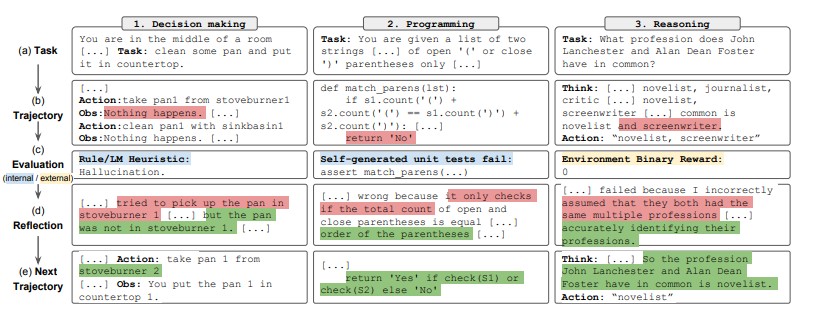 1. Decision making
2. Programming
3. Reasoning
(a) Task
You are in the middle of a room
[...] Task: clean some pan and put
it in countertop.
Task: You are given a list of two
strings [...] of open '(' or close
')' parentheses only [...]
Task: What profession does John
Lanchester and Alan Dean Foster
have in common?
(b)
Trajectory
[...]
Action:take pan1 from stoveburner1
Obs:Nothing happens. [...]
Action:clean pan1 with sinkbasin1
Obs:Nothing happens. [...]
def match_parens(lst):
if s1.count('(') +
s2.count('(') == s1.count(')') +
s2.count(')'): [...]
return 'No'
Think: [...] novelist, journalist,
critic [...] novelist,
screenwriter [...] common is
novelist and screenwriter.
Action: "novelist, screenwriter"
(c)
Evaluation
(internal / external)
Rule/LM Heuristic:
Hallucination.
Self-generated unit tests fail:
assert match_parens(...)
Environment Binary Reward:
0
(d)
Reflection
[...] tried to pick up the pan in
stoveburner 1 [...] but the pan
was not in stoveburner 1. [...]
[...] wrong because it only checks
if the total count of open and
close parentheses is equal [...]
order of the parentheses [...]
[...] failed because I incorrectly
assumed that they both had the
same multiple professions [...]
accurately identifying their
professions.
(e) Next
Trajectory
[...] Action: take pan 1 from
stoveburner 2
[...] Obs: You put the pan 1 in
countertop 1.
[...]
return 'Yes' if check(S1) or
check(S2) else 'No'
Think: [...] So the profession
John Lanchester and Alan Dean
Foster have in common is novelist.
Action: "novelist"